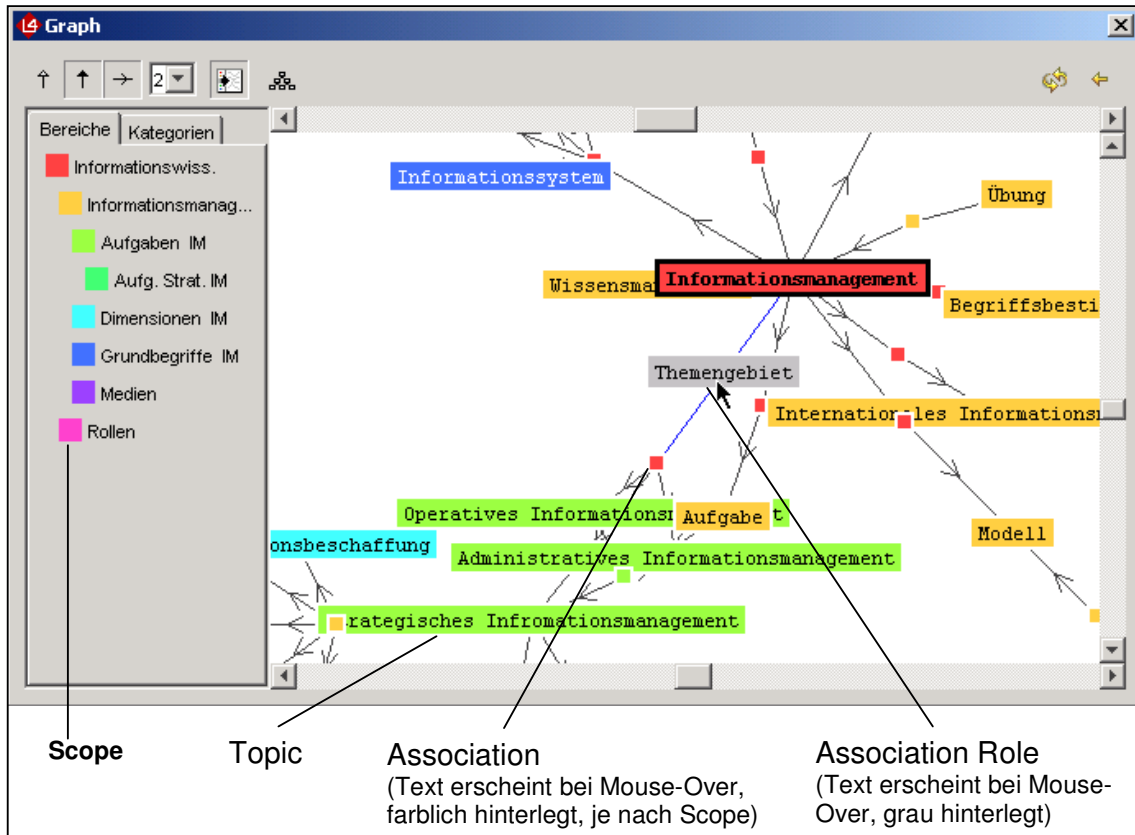 Graph
2
Bereiche Kategorien
Informationswiss.
Informationsmanag...
Aufgaben IM
Aufg. Strat. IM
Dimensionen IM
Grundbegriffe IM
Medien
Rollen
Informationssystem
Übung
Wissensma
Informationsmanagement
Begriffsbesti
Themengebiet
Internationales Informationsm
Operatives Informationsm t
Aufgabe
Modell
onsbeschaffung
Administratives Informationsmanagement
rategisches Infromationsmanagement
Scope
Topic
Association
(Text erscheint bei Mouse-Over,
farblich hinterlegt, je nach Scope)
Association Role
(Text erscheint bei Mouse-
Over, grau hinterlegt)